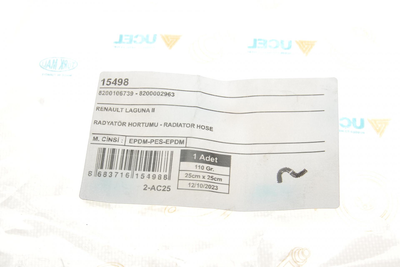 UCEL
UCEL
15498
8200106739 - 8200002963
RENAULT LAGUNA II
RADYATÖR HORTUMU - RADIATOR HOSE
M. CİNSİ : EPDM-PES-EPDM
1 Adet
110 Gr.
25cm x 25cm
12/10/2023
8 683716 154988
2-AC25
UCEL